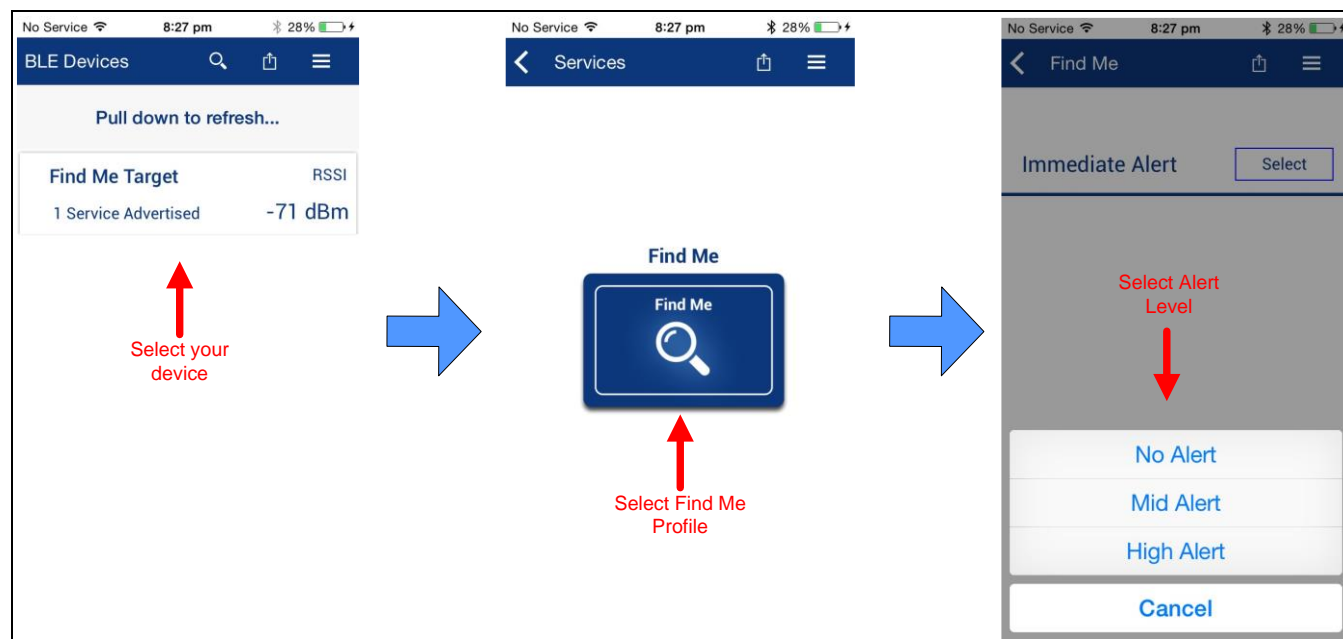 No Service 8:27 pm 28%
BLE Devices
Pull down to refresh...
Find Me Target RSSI
1 Service Advertised -71 dBm
Select your
device
No Service 8:27 pm 28%
Services
Find Me
Find Me
Select Find Me
Profile
No Service 8:27 pm 28%
Find Me
Immediate Alert Select
Select Alert
Level
No Alert
Mid Alert
High Alert
Cancel